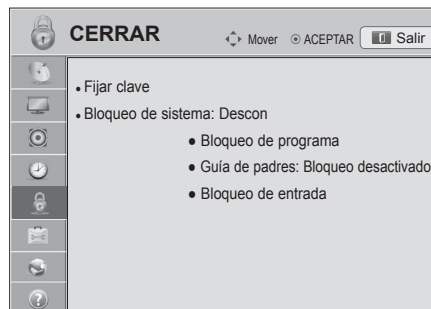 CERRAR
Mover ACEPTAR Salir
• Fijar clave
• Bloqueo de sistema: Descon
• Bloqueo de programa
• Guía de padres: Bloqueo desactivado
• Bloqueo de entrada